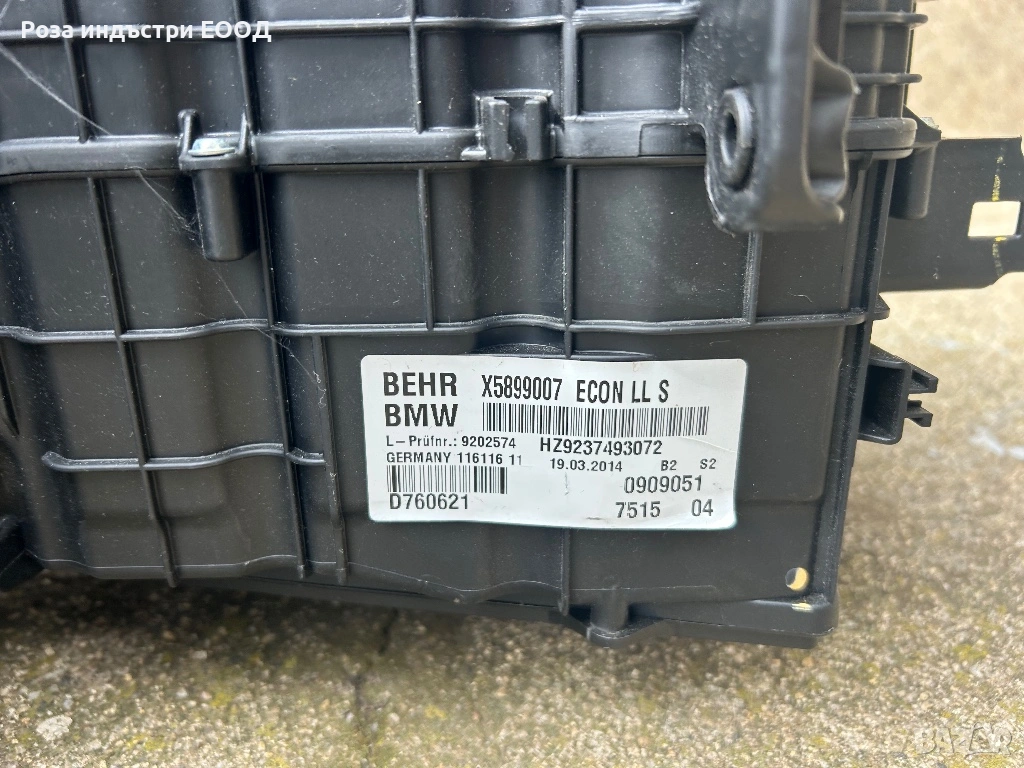 Роза индъстри ЕООД
BEHR X5899007 ECON LL S
BMW
L-Prüfnr.: 9202574 HZ9237493072
GERMANY 116116 11 19.03.2014 B2 S2
0909051
D760621 7515 04
BAZAR